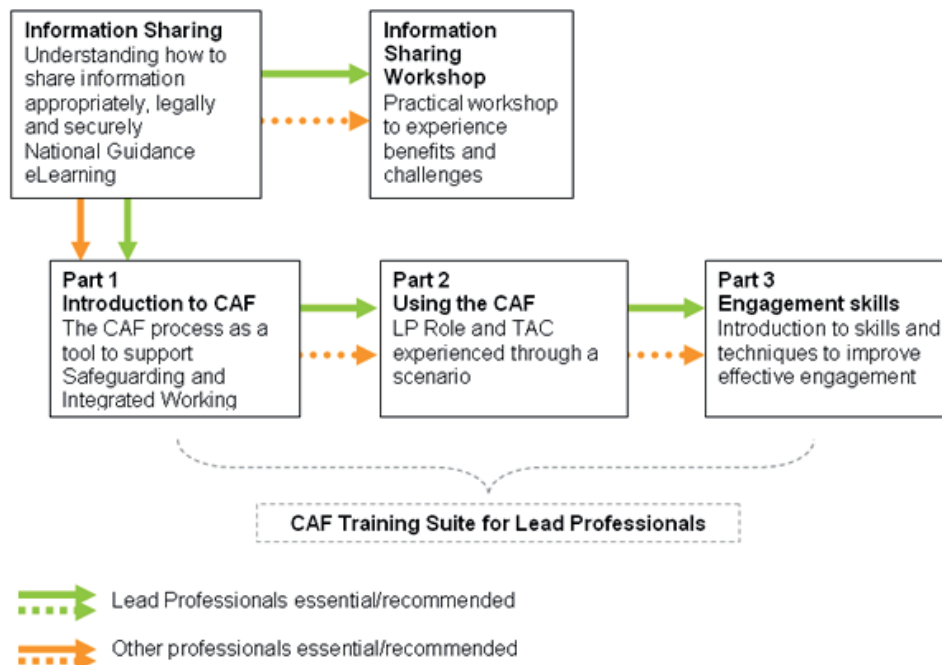 Information Sharing
Understanding how to
share information
appropriately, legally
and securely
National Guidance
eLearning
Information
Sharing
Workshop
Practical workshop
to experience
benefits and
challenges
Part 1
Introduction to CAF
The CAF process as a
tool to support
Safeguarding and
Integrated Working
Part 2
Using the CAF
LP Role and TAC
experienced through a
scenario
Part 3
Engagement skills
Introduction to skills and
techniques to improve
effective engagement
CAF Training Suite for Lead Professionals
Lead Professionals essential/recommended
Other professionals essential/recommended